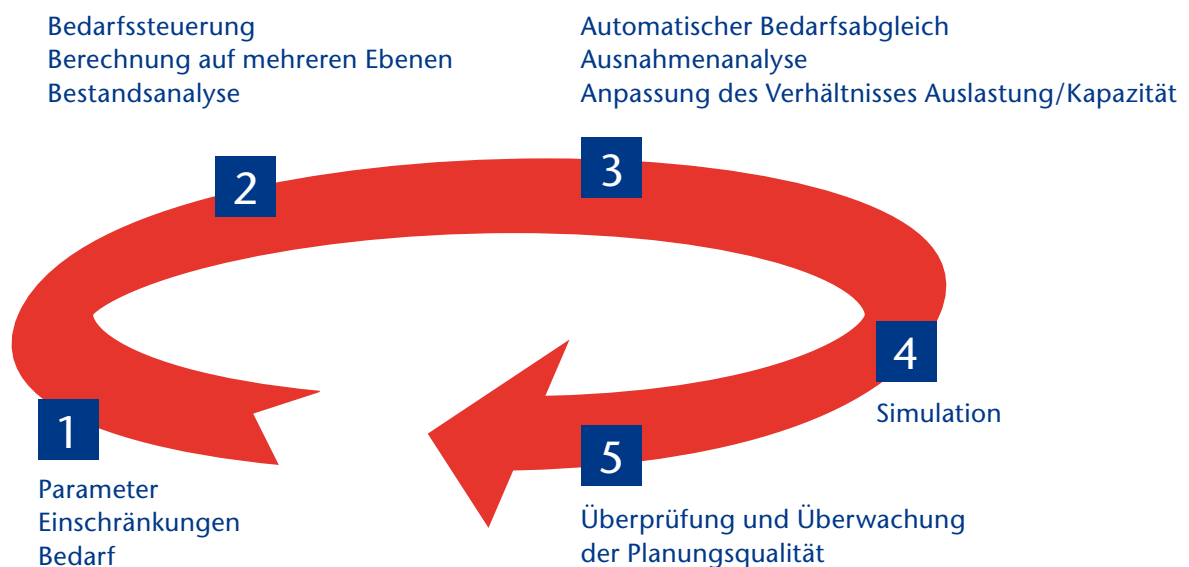 Bedarfssteuerung
Berechnung auf mehreren Ebenen
Bestandsanalyse
Automatischer Bedarfsabgleich
Ausnahmenanalyse
Anpassung des Verhältnisses Auslastung/Kapazität
2
3
4
Simulation
1
Parameter
Einschränkungen
Bedarf
5
Überprüfung und Überwachung
der Planungsqualität